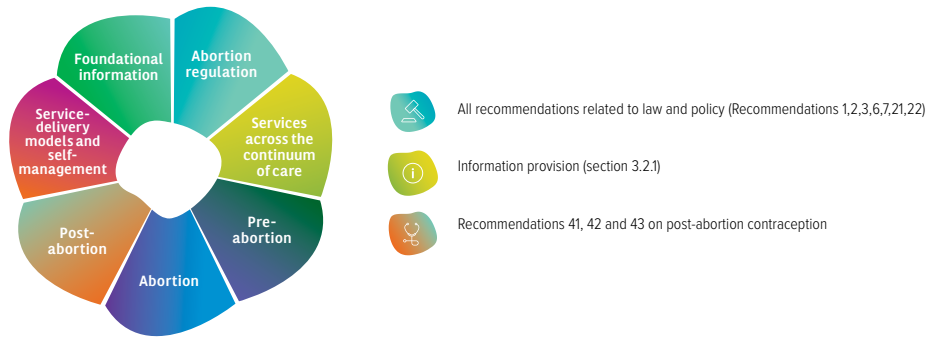 Foundational
information
Abortion
regulation
Services
across the
continuum
of care
Pre-
abortion
Abortion
Post-
abortion
Service-
delivery
models and
self-
management
All recommendations related to law and policy (Recommendations 1,2,3,6,7,21,22)
Information provision (section 3.2.1)
Recommendations 41, 42 and 43 on post-abortion contraception